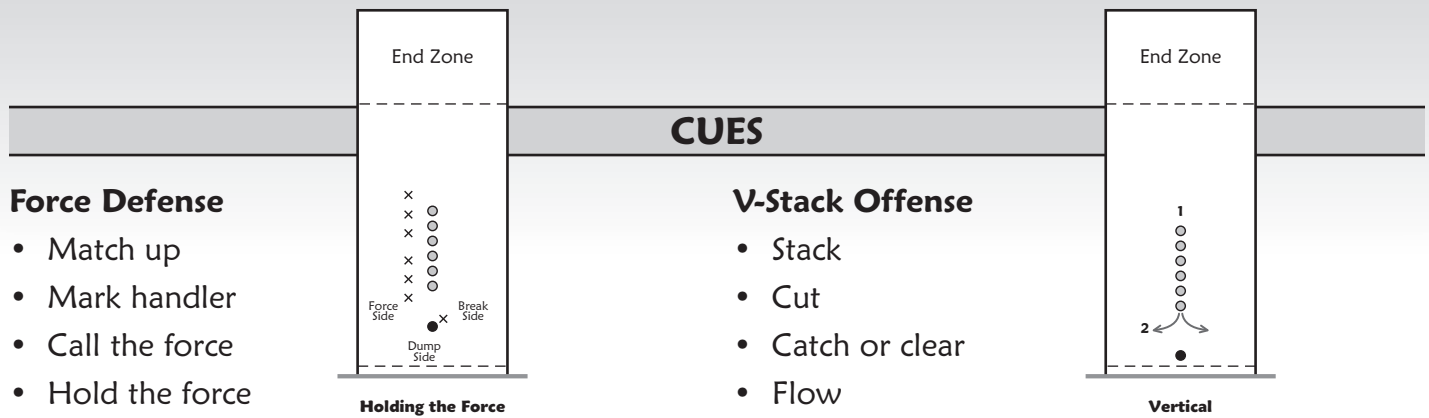 CUES
Force Defense
• Match up
• Mark handler
• Call the force
• Hold the force
End Zone
×
×
×
×
×
×
Force
Side
×
Break
Side
Dump
Side
Holding the Force
V-Stack Offense
• Stack
• Cut
• Catch or clear
• Flow
End Zone
1
2
Vertical